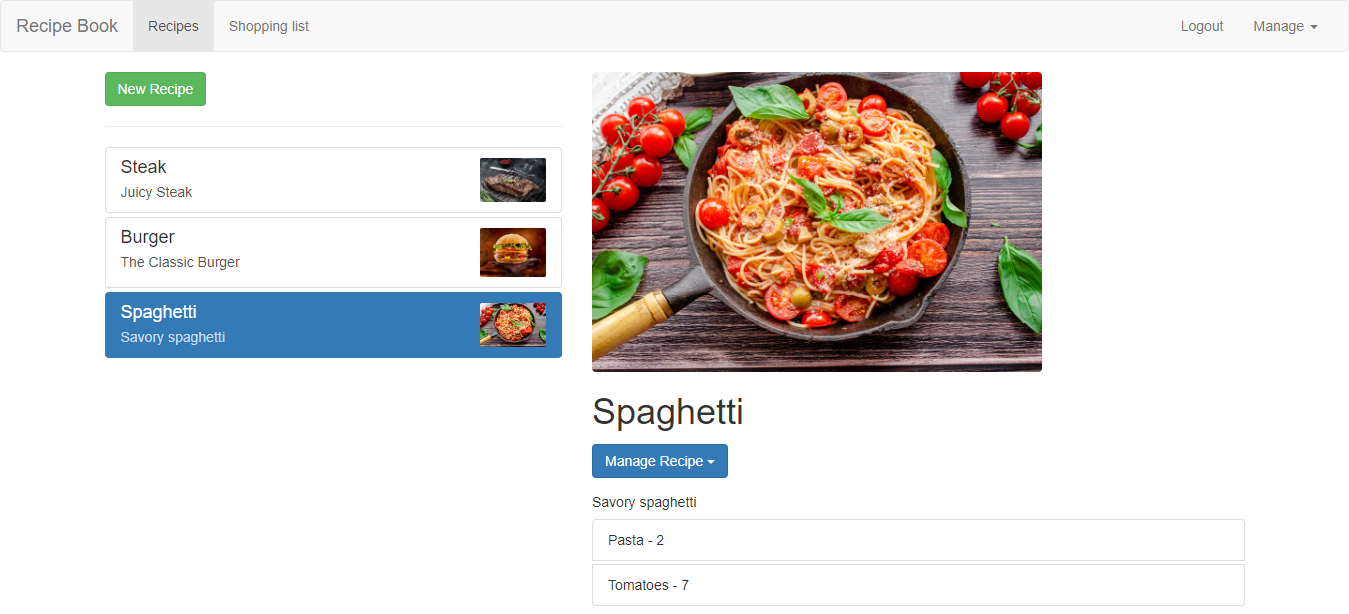 Recipe Book
Recipes
Shopping list
Logout
Manage
New Recipe
Steak
Juicy Steak
Burger
The Classic Burger
Spaghetti
Savory spaghetti
Spaghetti
Manage Recipe
Savory spaghetti
Pasta - 2
Tomatoes - 7